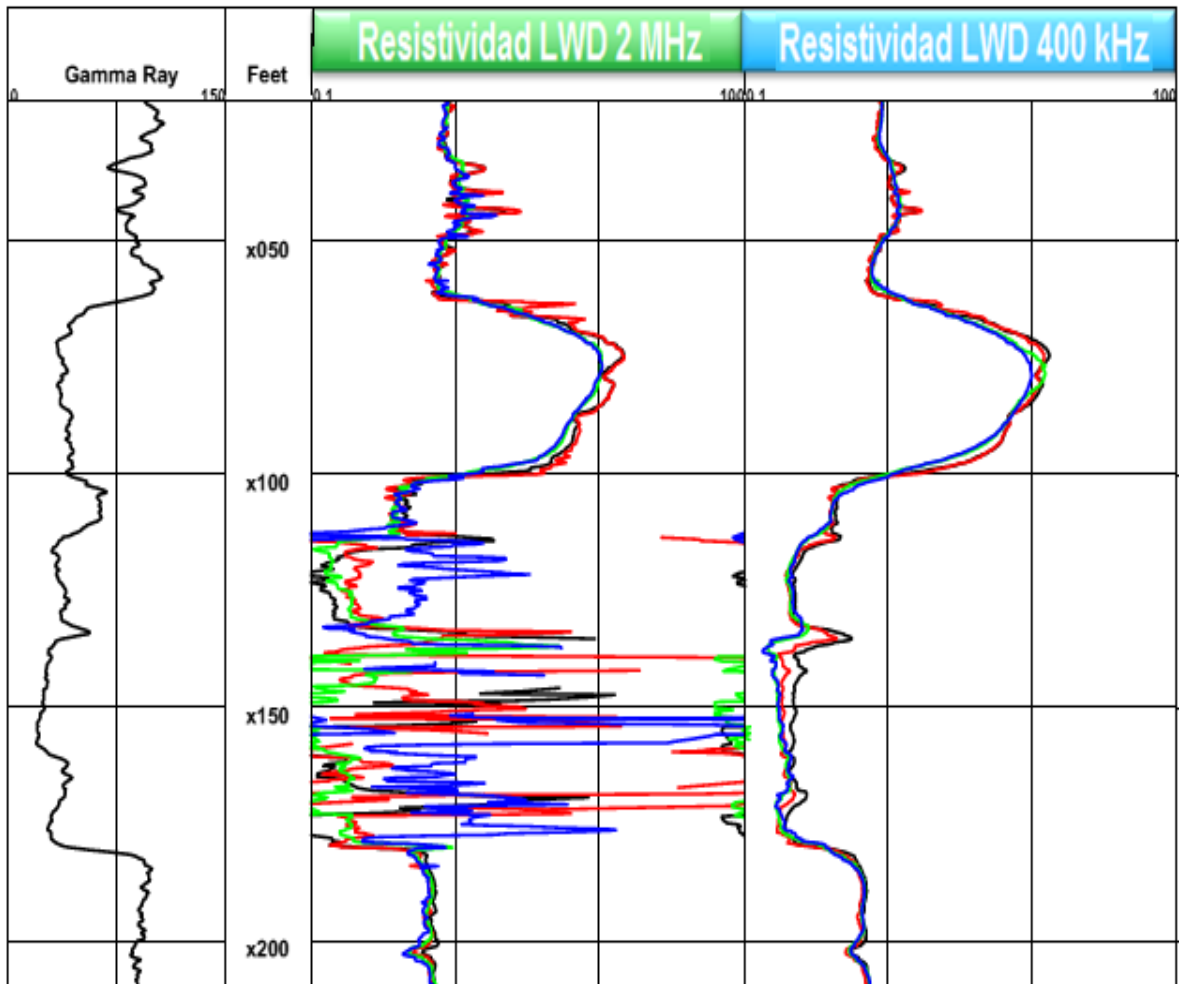 Resistividad LWD 2 MHz
Resistividad LWD 400 kHz
Gamma Ray
Feet
0
150
0.1
100
0.1
100
x050
x100
x150
x200